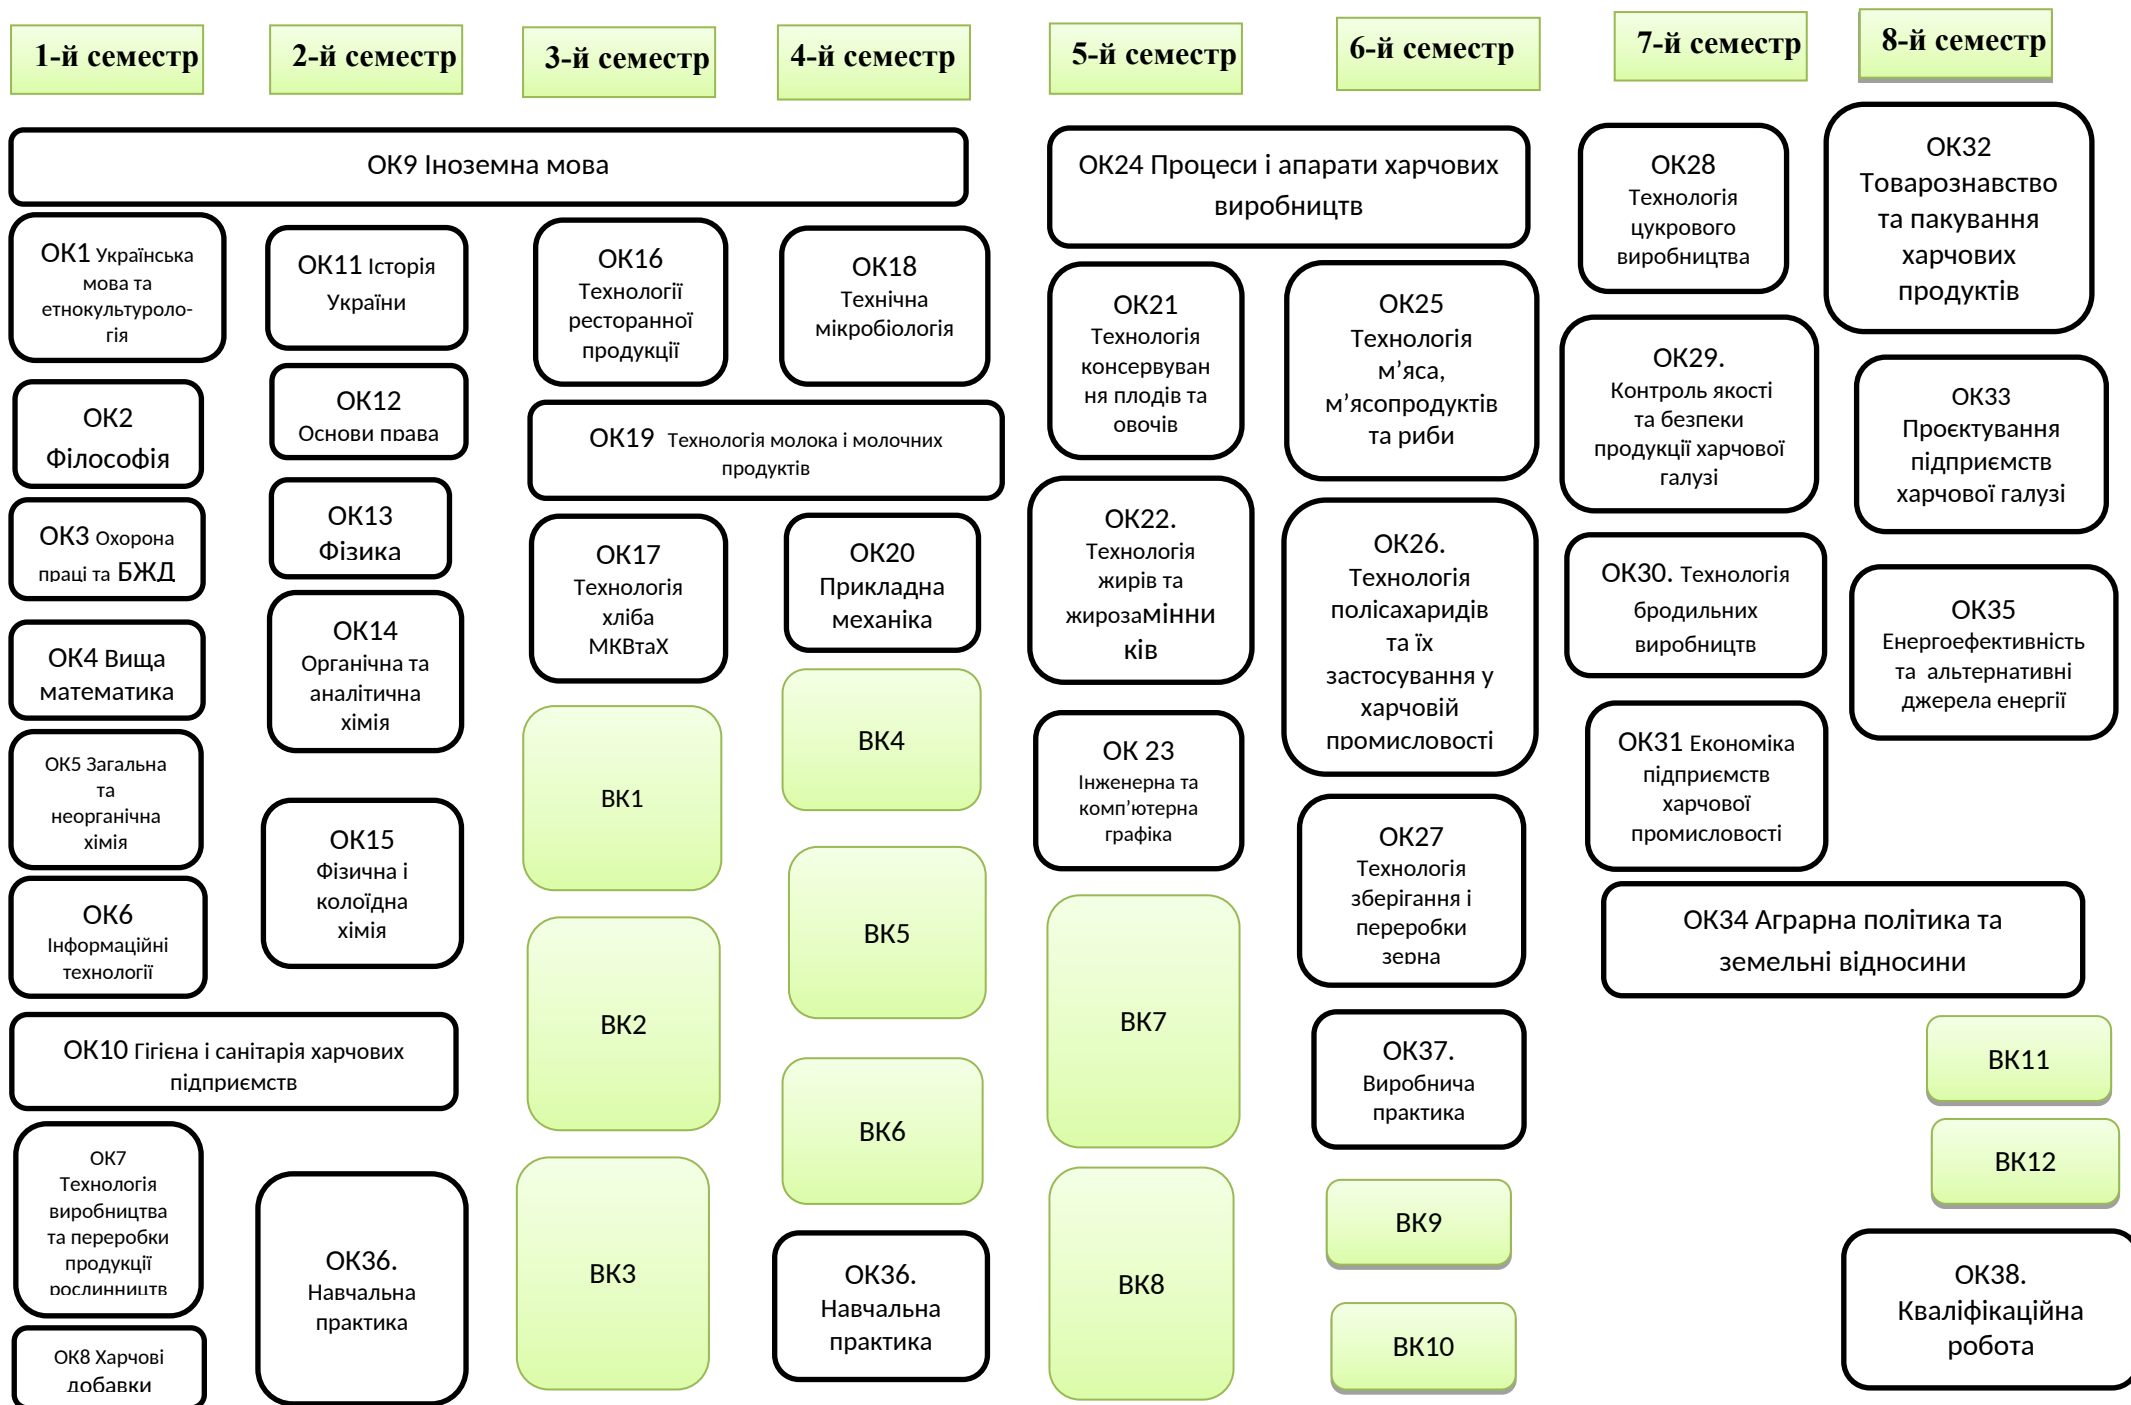 1-й семестр
2-й семестр
3-й семестр
4-й семестр
5-й семестр
6-й семестр
7-й семестр
8-й семестр
ОК9 Іноземна мова
ОК1 Українська
мова та
етнокультуроло-
гія
ОК2
Філософія
ОК3 Охорона
праці та БЖД
ОК4 Вища
математика
ОК5 Загальна
та
неорганічна
хімія
ОК6
Інформаційні
технології
ОК10 Гігієна і санітарія харчових
підприємств
ОК7
Технологія
виробництва
та переробки
продукції
рослинництв
ОК8 Харчові
добавки
ОК11 Історія
України
ОК12
Основи права
ОК13
Фізика
ОК14
Органічна та
аналітична
хімія
ОК15
Фізична і
колоїдна
хімія
ОК36.
Навчальна
практика
ОК16
Технології
ресторанної
продукції
ОК19 Технологія молока і молочних
продуктів
ОК17
Технологія
хліба
МКВтаХ
ВК1
ВК2
ВК3
ОК18
Технічна
мікробіологія
ОК20
Прикладна
механіка
ВК4
ВК5
ВК6
ОК36.
Навчальна
практика
ОК24 Процеси і апарати харчових
виробництв
ОК21
Технологія
консервуван
ня плодів та
овочів
ОК22.
Технологія
жирів та
жирозамінни
ків
ОК 23
Інженерна та
комп’ютерна
графіка
ВК7
ВК8
ОК25
Технологія
м’яса,
м’ясопродуктів
та риби
ОК26.
Технологія
полісахаридів
та їх
застосування у
харчовій
промисловості
ОК27
Технологія
зберігання і
переробки
зерна
ОК37.
Виробнича
практика
ВК9
ВК10
ОК28
Технологія
цукрового
виробництва
ОК29.
Контроль якості
та безпеки
продукції харчової
галузі
ОК30. Технологія
бродильних
виробництв
ОК31 Економіка
підприємств
харчової
промисловості
ОК34 Аграрна політика та
земельні відносини
ОК32
Товарознавство
та пакування
харчових
продуктів
ОК33
Проєктування
підприємств
харчової галузі
ОК35
Енергоефективність
та альтернативні
джерела енергії
ВК11
ВК12
ОК38.
Кваліфікаційна
робота